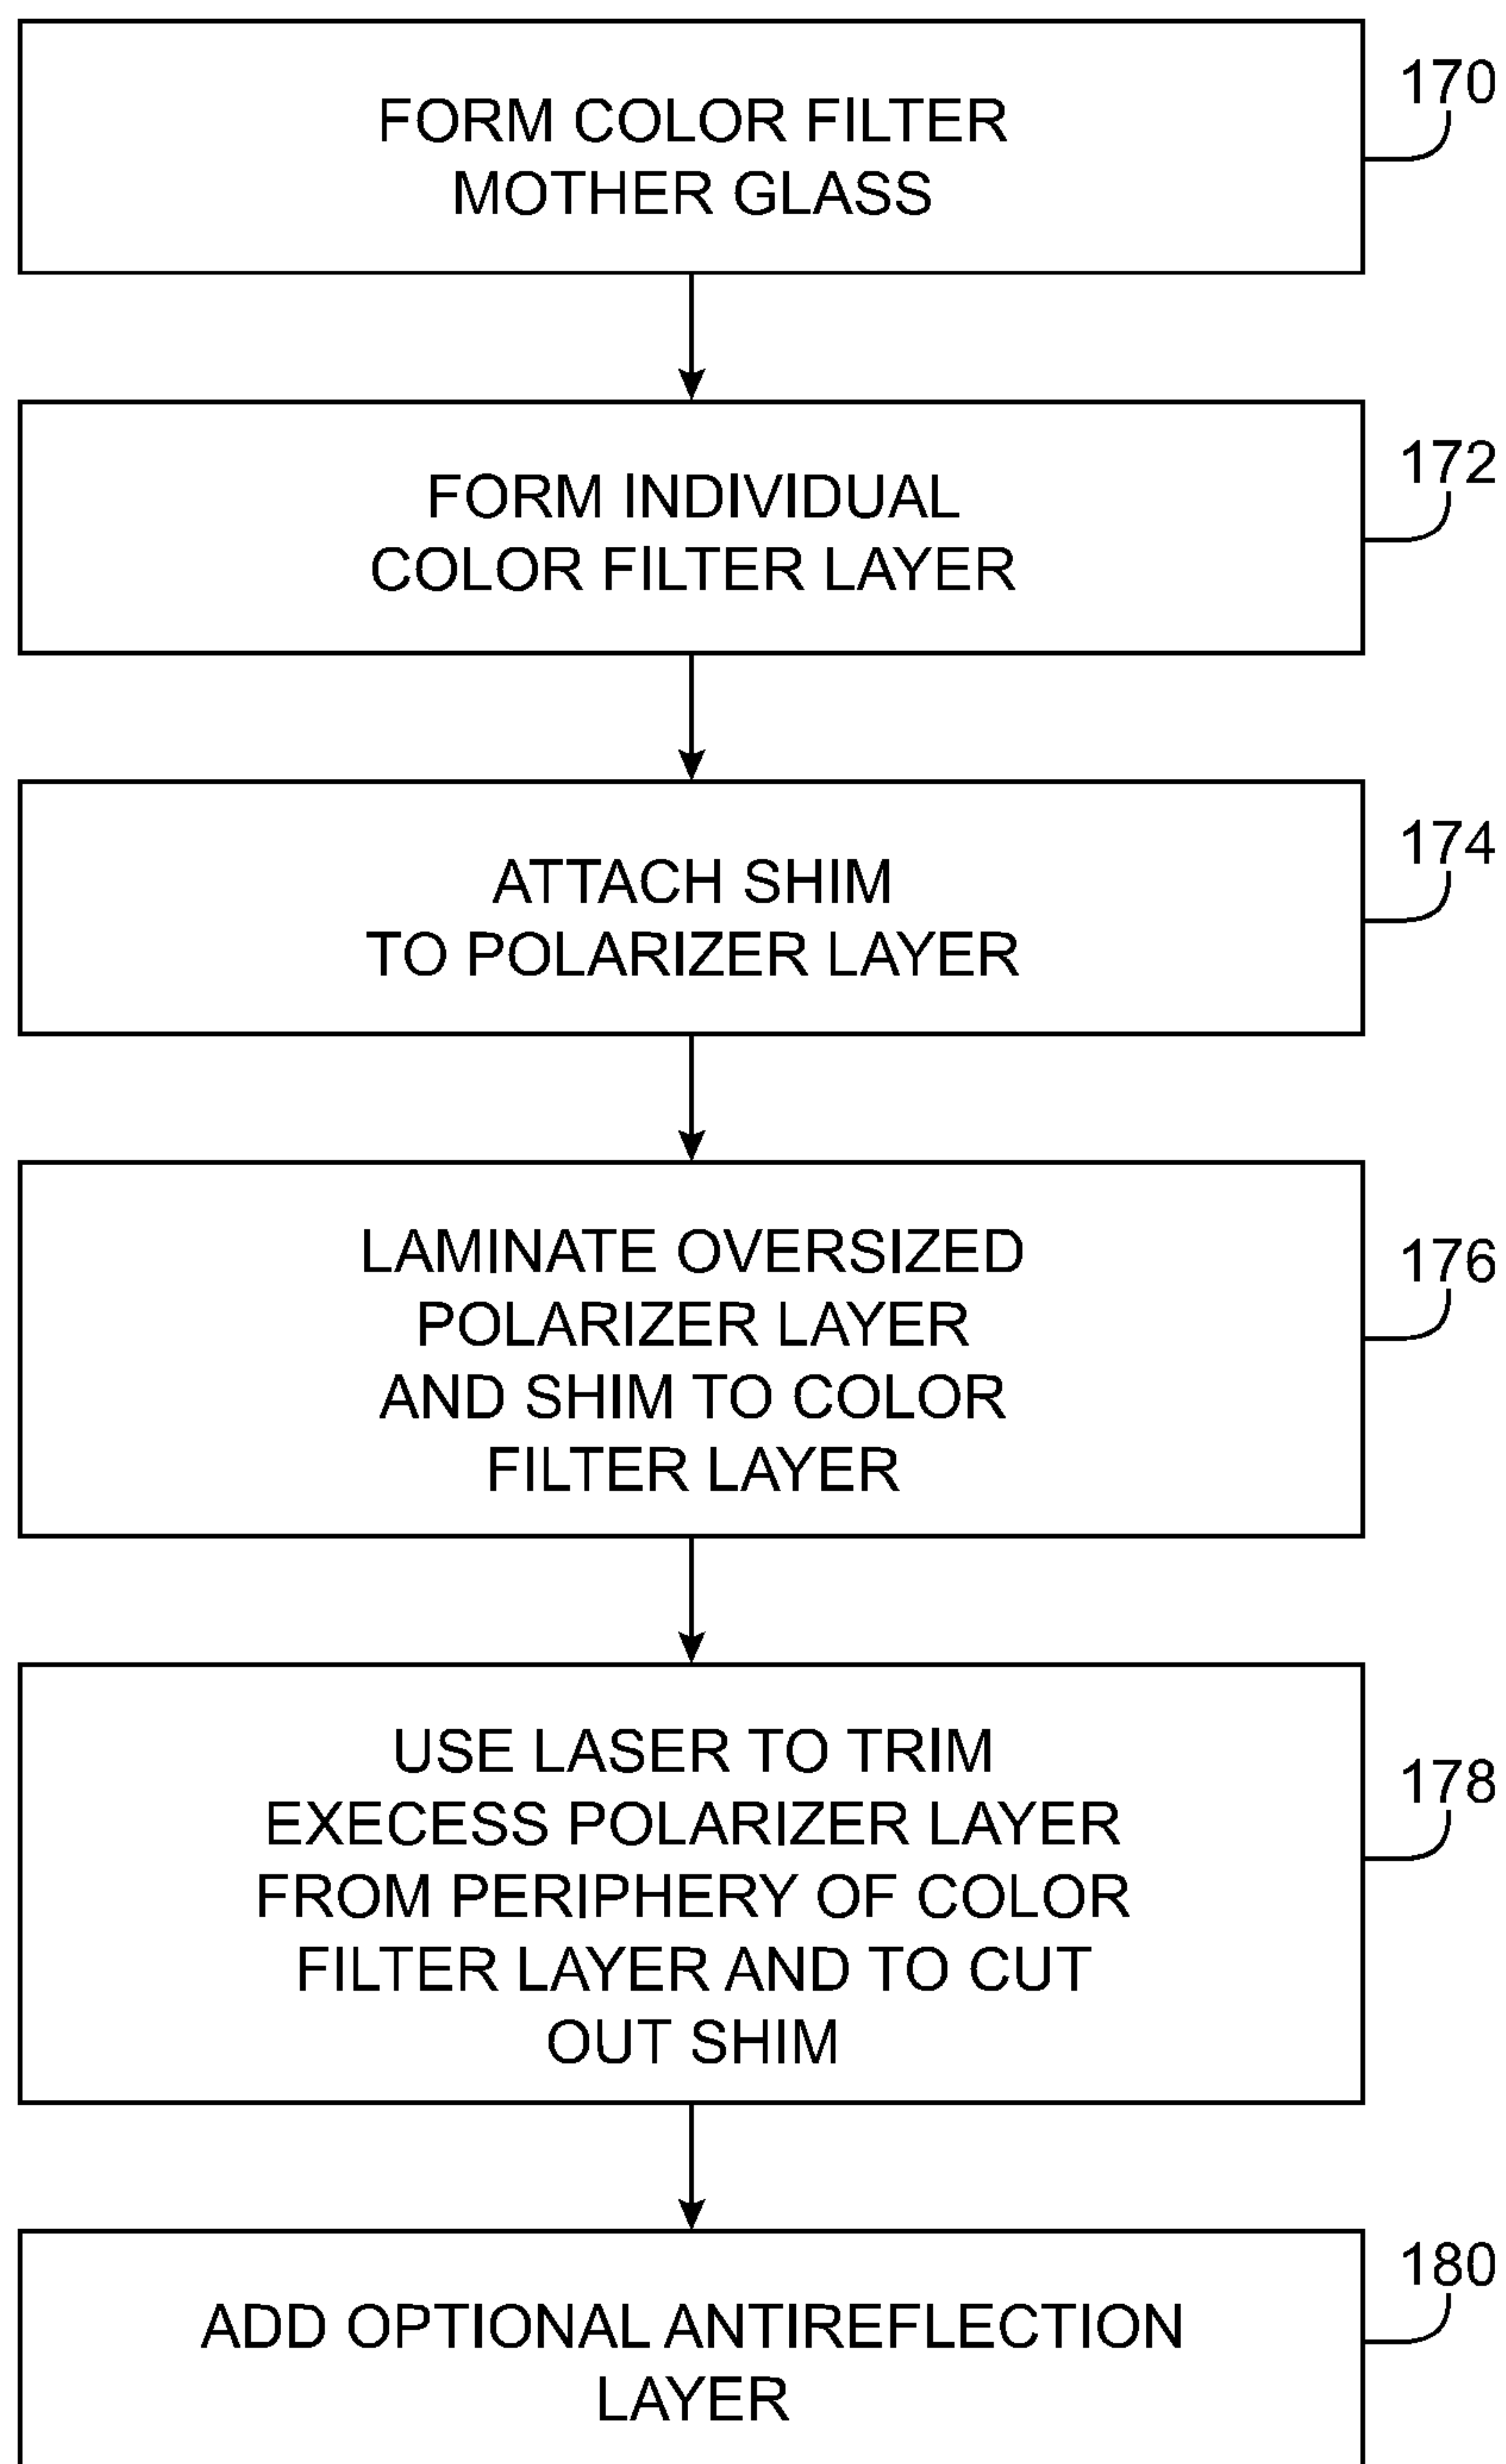 FORM COLOR FILTER
MOTHER GLASS
170
FORM INDIVIDUAL
COLOR FILTER LAYER
172
ATTACH SHIM
TO POLARIZER LAYER
174
LAMINATE OVERSIZED
POLARIZER LAYER
AND SHIM TO COLOR
FILTER LAYER
176
USE LASER TO TRIM
EXECESS POLARIZER LAYER
FROM PERIPHERY OF COLOR
FILTER LAYER AND TO CUT
OUT SHIM
178
ADD OPTIONAL ANTIREFLECTION
LAYER
180